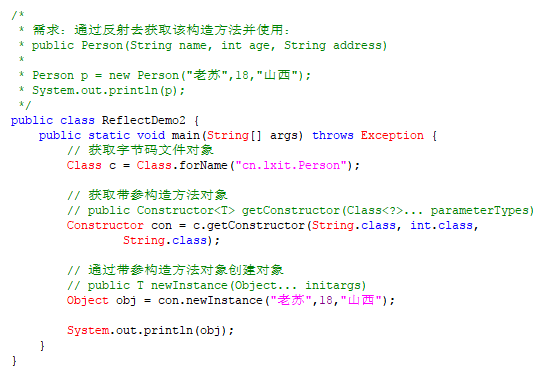 /*
 * 需求：通过反射去获取该构造方法并使用：
 * public Person(String name, int age, String address)
 *
 * Person p = new Person("老苏",18,"山西");
 * System.out.println(p);
 */
public class ReflectDemo2 {
    public static void main(String[] args) throws Exception {
        // 获取字节码文件对象
        Class c = Class.forName("cn.lxit.Person");

        // 获取带参构造方法对象
        // public Constructor<T> getConstructor(Class<?>... parameterTypes)
        Constructor con = c.getConstructor(String.class, int.class,
                String.class);

        // 通过带参构造方法对象创建对象
        // public T newInstance(Object... initargs)
        Object obj = con.newInstance("老苏",18,"山西");

        System.out.println(obj);
    }
}